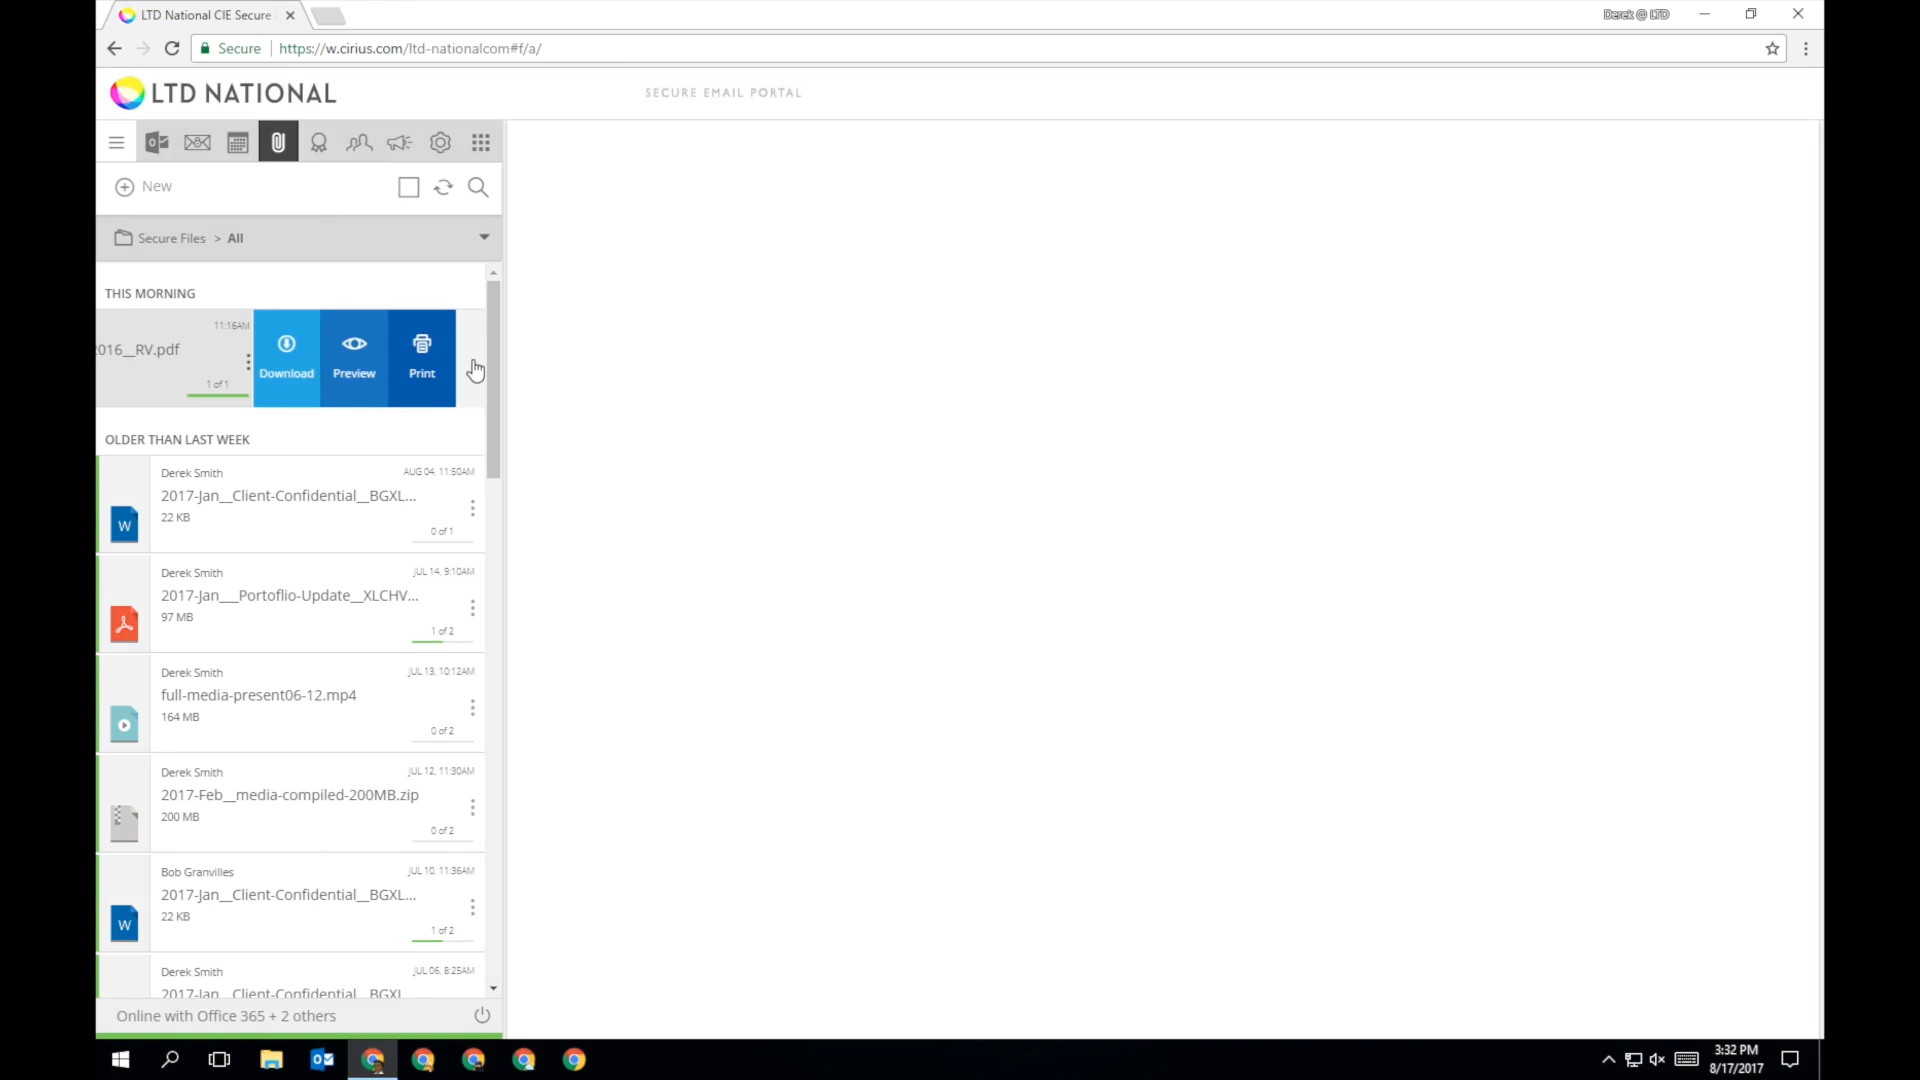 LTD National CIE Secure
Derek @ LTD
Secure
https://w.cirius.com/ltd-nationalcom#f/a/
LTD NATIONAL
SECURE EMAIL PORTAL
New
Secure Files > All
THIS MORNING
11:16AM
2016__RV.pdf
1 of 1
Download
Preview
Print
OLDER THAN LAST WEEK
Derek Smith
AUG 04, 11:50AM
2017-Jan__Client-Confidential__BGXL...
22 KB
0 of 1
Derek Smith
JUL 14, 9:10AM
2017-Jan___Portoflio-Update__XLCHV...
97 MB
1 of 2
Derek Smith
JUL 13, 10:12AM
full-media-present06-12.mp4
164 MB
0 of 2
Derek Smith
JUL 12, 11:30AM
2017-Feb__media-compiled-200MB.zip
200 MB
0 of 2
Bob Granvilles
JUL 10, 11:36AM
2017-Jan__Client-Confidential__BGXL...
22 KB
1 of 2
Derek Smith
JUL 06, 8:25AM
2017-Jan__Client-Confidential__BGXL
Online with Office 365 + 2 others
3:32 PM
8/17/2017